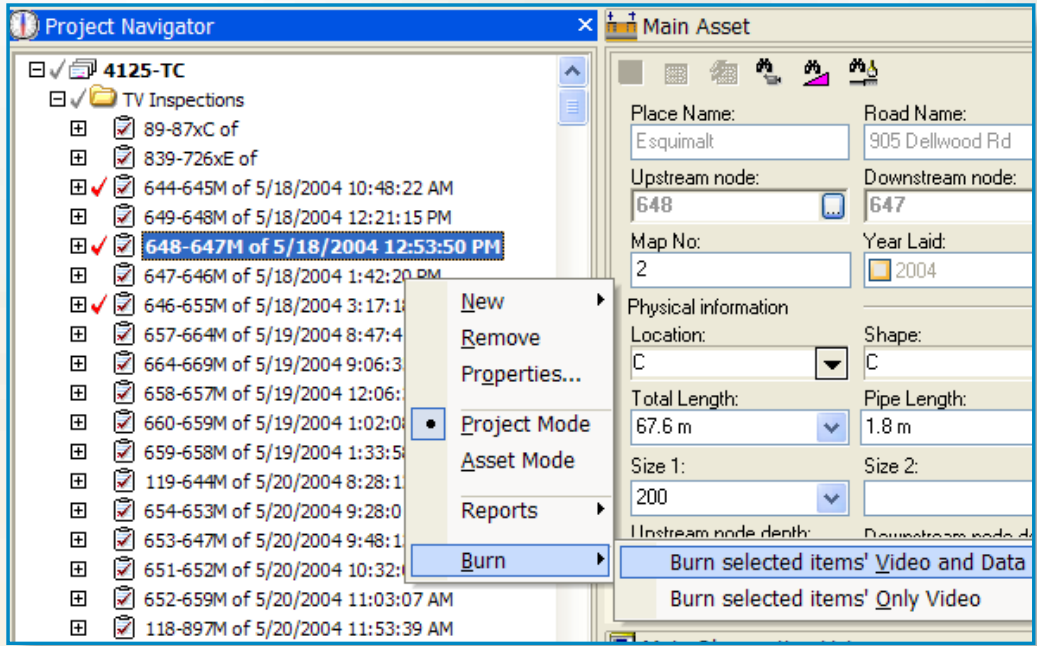 Project Navigator
4125-TC
TV Inspections
89-87xC of
839-726xE of
644-645M of 5/18/2004 10:48:22 AM
649-648M of 5/18/2004 12:21:15 PM
648-647M of 5/18/2004 12:53:50 PM
647-646M of 5/18/2004 1:42:20 PM
646-655M of 5/18/2004 3:17:18
657-664M of 5/19/2004 8:47:4
664-669M of 5/19/2004 9:06:3
658-657M of 5/19/2004 12:06:
660-659M of 5/19/2004 1:02:0
659-658M of 5/19/2004 1:33:5
119-644M of 5/20/2004 8:28:1
654-653M of 5/20/2004 9:28:0
653-647M of 5/20/2004 9:48:1
651-652M of 5/20/2004 10:32:
652-659M of 5/20/2004 11:03:07 AM
118-897M of 5/20/2004 11:53:39 AM
New
Remove
Properties...
Project Mode
Asset Mode
Reports
Burn
Burn selected items' Video and Data
Burn selected items' Only Video
Main Asset
Place Name: Road Name:
Esquimalt 905 Dellwood Rd
Upstream node: Downstream node:
648 647
Map No: Year Laid:
2 2004
Physical information
Location: Shape:
C C
Total Length: Pipe Length:
67.6 m 1.8 m
Size 1: Size 2:
200
Upstream node depth: Downstream node de